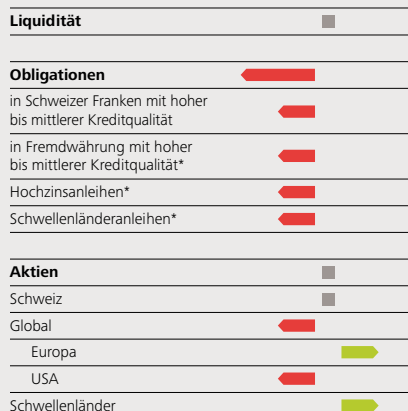 Liquidität
Obligationen
in Schweizer Franken mit hoher
bis mittlerer Kreditqualität
in Fremdwährung mit hoher
bis mittlerer Kreditqualität*
Hochzinsanleihen*
Schwellenländeranleihen*
Aktien
Schweiz
Global
Europa
USA
Schwellenländer